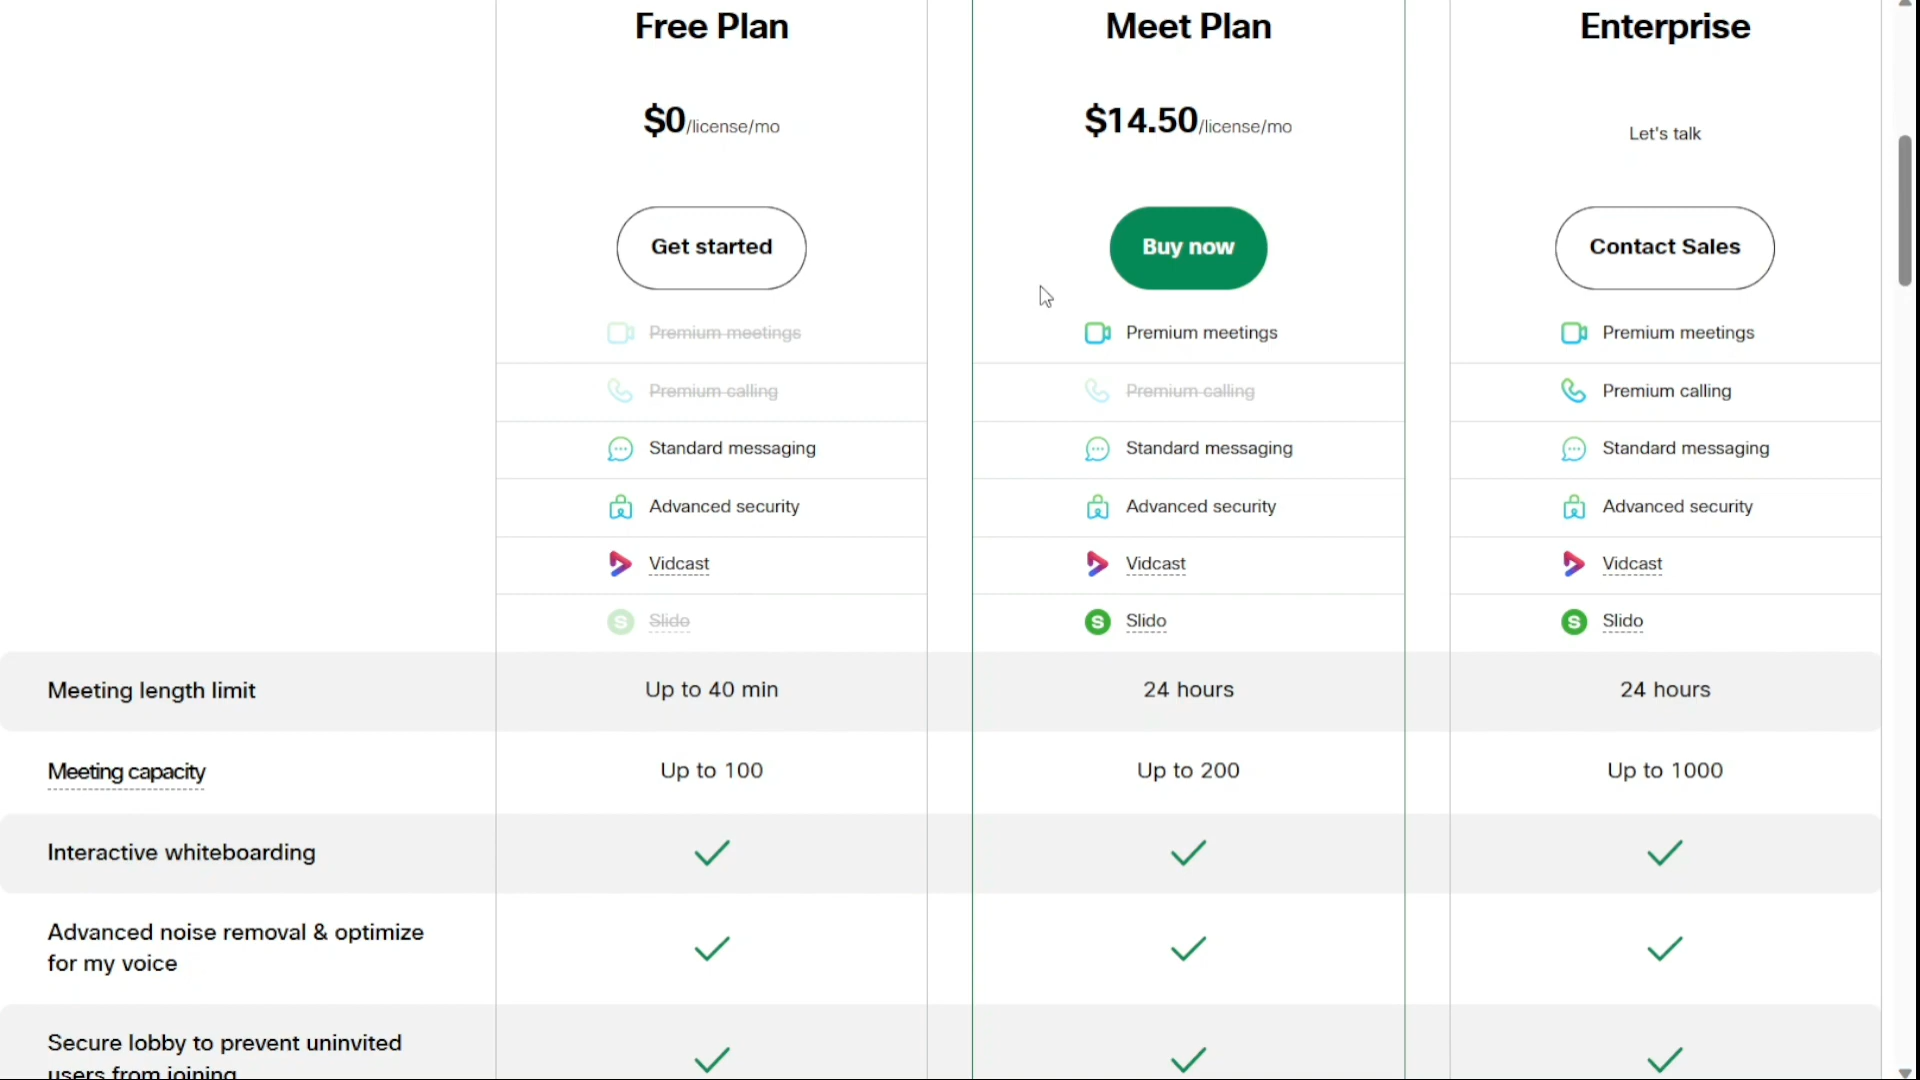 Free Plan
Meet Plan
Enterprise
$0/license/mo
$14.50/license/mo
Let's talk
Get started
Buy now
Contact Sales
Premium meetings
Premium meetings
Premium meetings
Premium calling
Premium calling
Premium calling
Standard messaging
Standard messaging
Standard messaging
Advanced security
Advanced security
Advanced security
Vidcast
Vidcast
Vidcast
S Slido
S Slido
S Slido
Meeting length limit
Up to 40 min
24 hours
24 hours
Meeting capacity
Up to 100
Up to 200
Up to 1000
Interactive whiteboarding
Advanced noise removal & optimize
for my voice
Secure lobby to prevent uninvited
users from joining